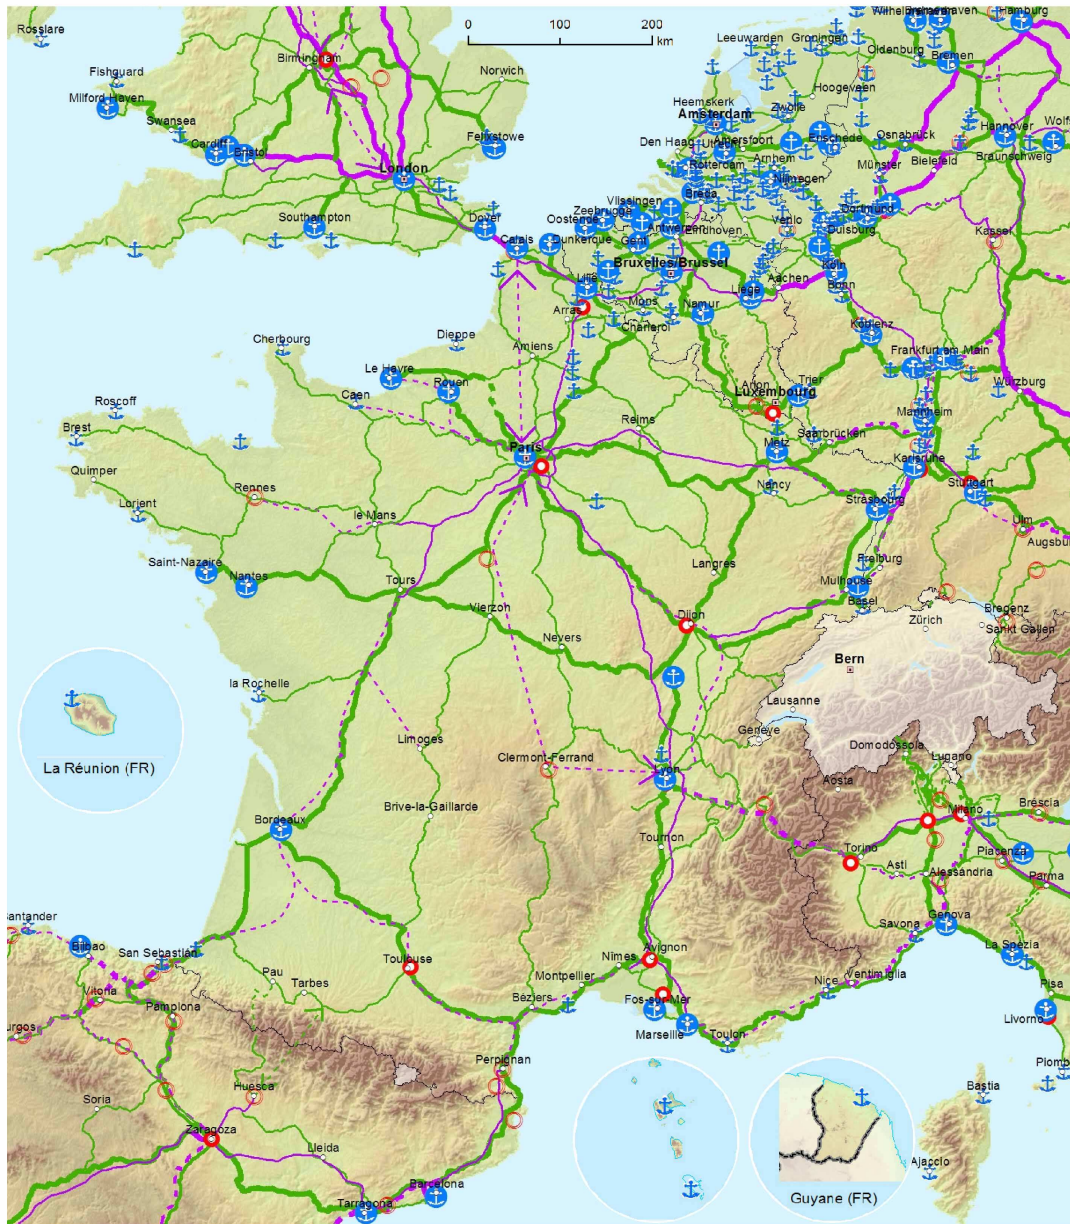 0 100 200
km
Rosslare
Birmingham
Norwich
Fishguard
Milford Haven
Swansea
Cardiff
Bristol
Felixstowe
London
Southampton
Dover
Leeuwarden
Groningen
Wilhelmshaven
Bremerhaven
Hamburg
Oldenburg
Bremen
Hoogeveen
Heemskerk
Zwolle
Amsterdam
Den Haag
Utrecht
Amersfoort
Enschede
Osnabrück
Hannover
Wolfs
Braunschweig
Bielefeld
Rotterdam
Arnhem
Nijmegen
Münster
Breda
Vlissingen
Zeebrugge
Oostende
Antwerpen
Eindhoven
Venlo
Dortmund
Duisburg
Kassel
Calais
Dunkerque
Gent
Bruxelles/Brussel
Aachen
Köln
Bonn
Lille
Liège
Mons
Namur
Arras
Charleroi
Koblenz
Cherbourg
Dieppe
Amiens
Frankfurt am Main
Le Havre
Rouen
Caen
Arlon
Trier
Luxembourg
Würzburg
Roscoff
Brest
Reims
Mannheim
Saarbrücken
Paris
Metz
Karlsruhe
Quimper
Rennes
Nancy
Stuttgart
Lorient
le Mans
Strasbourg
Ulm
Augsbu
Saint-Nazaire
Nantes
Tours
Langres
Freiburg
Mulhouse
Basel
Vierzon
Dijon
Bregenz
Zürich
Sankt Gallen
Nevers
Bern
la Rochelle
Lausanne
Genève
La Réunion (FR)
Limoges
Clermont-Ferrand
Lyon
Domodossola
Lugano
Aosta
Brive-la-Gaillarde
Milano
Brescia
Bordeaux
Tournon
Torino
Asti
Piacenza
Alessandria
Parma
Santander
Bilbao
San Sebastián
Toulouse
Avignon
Nîmes
Savona
Genova
La Spezia
Pau
Tarbes
Montpellier
Béziers
Nice
Ventimiglia
Pisa
Vitoria
Pamplona
Fos-sur-Mer
Marseille
Toulon
Livorno
urgos
Perpignan
Piomb
Soria
Huesca
Bastia
Zaragoza
Lleida
Ajaccio
Barcelona
Tarragona
Guyane (FR)